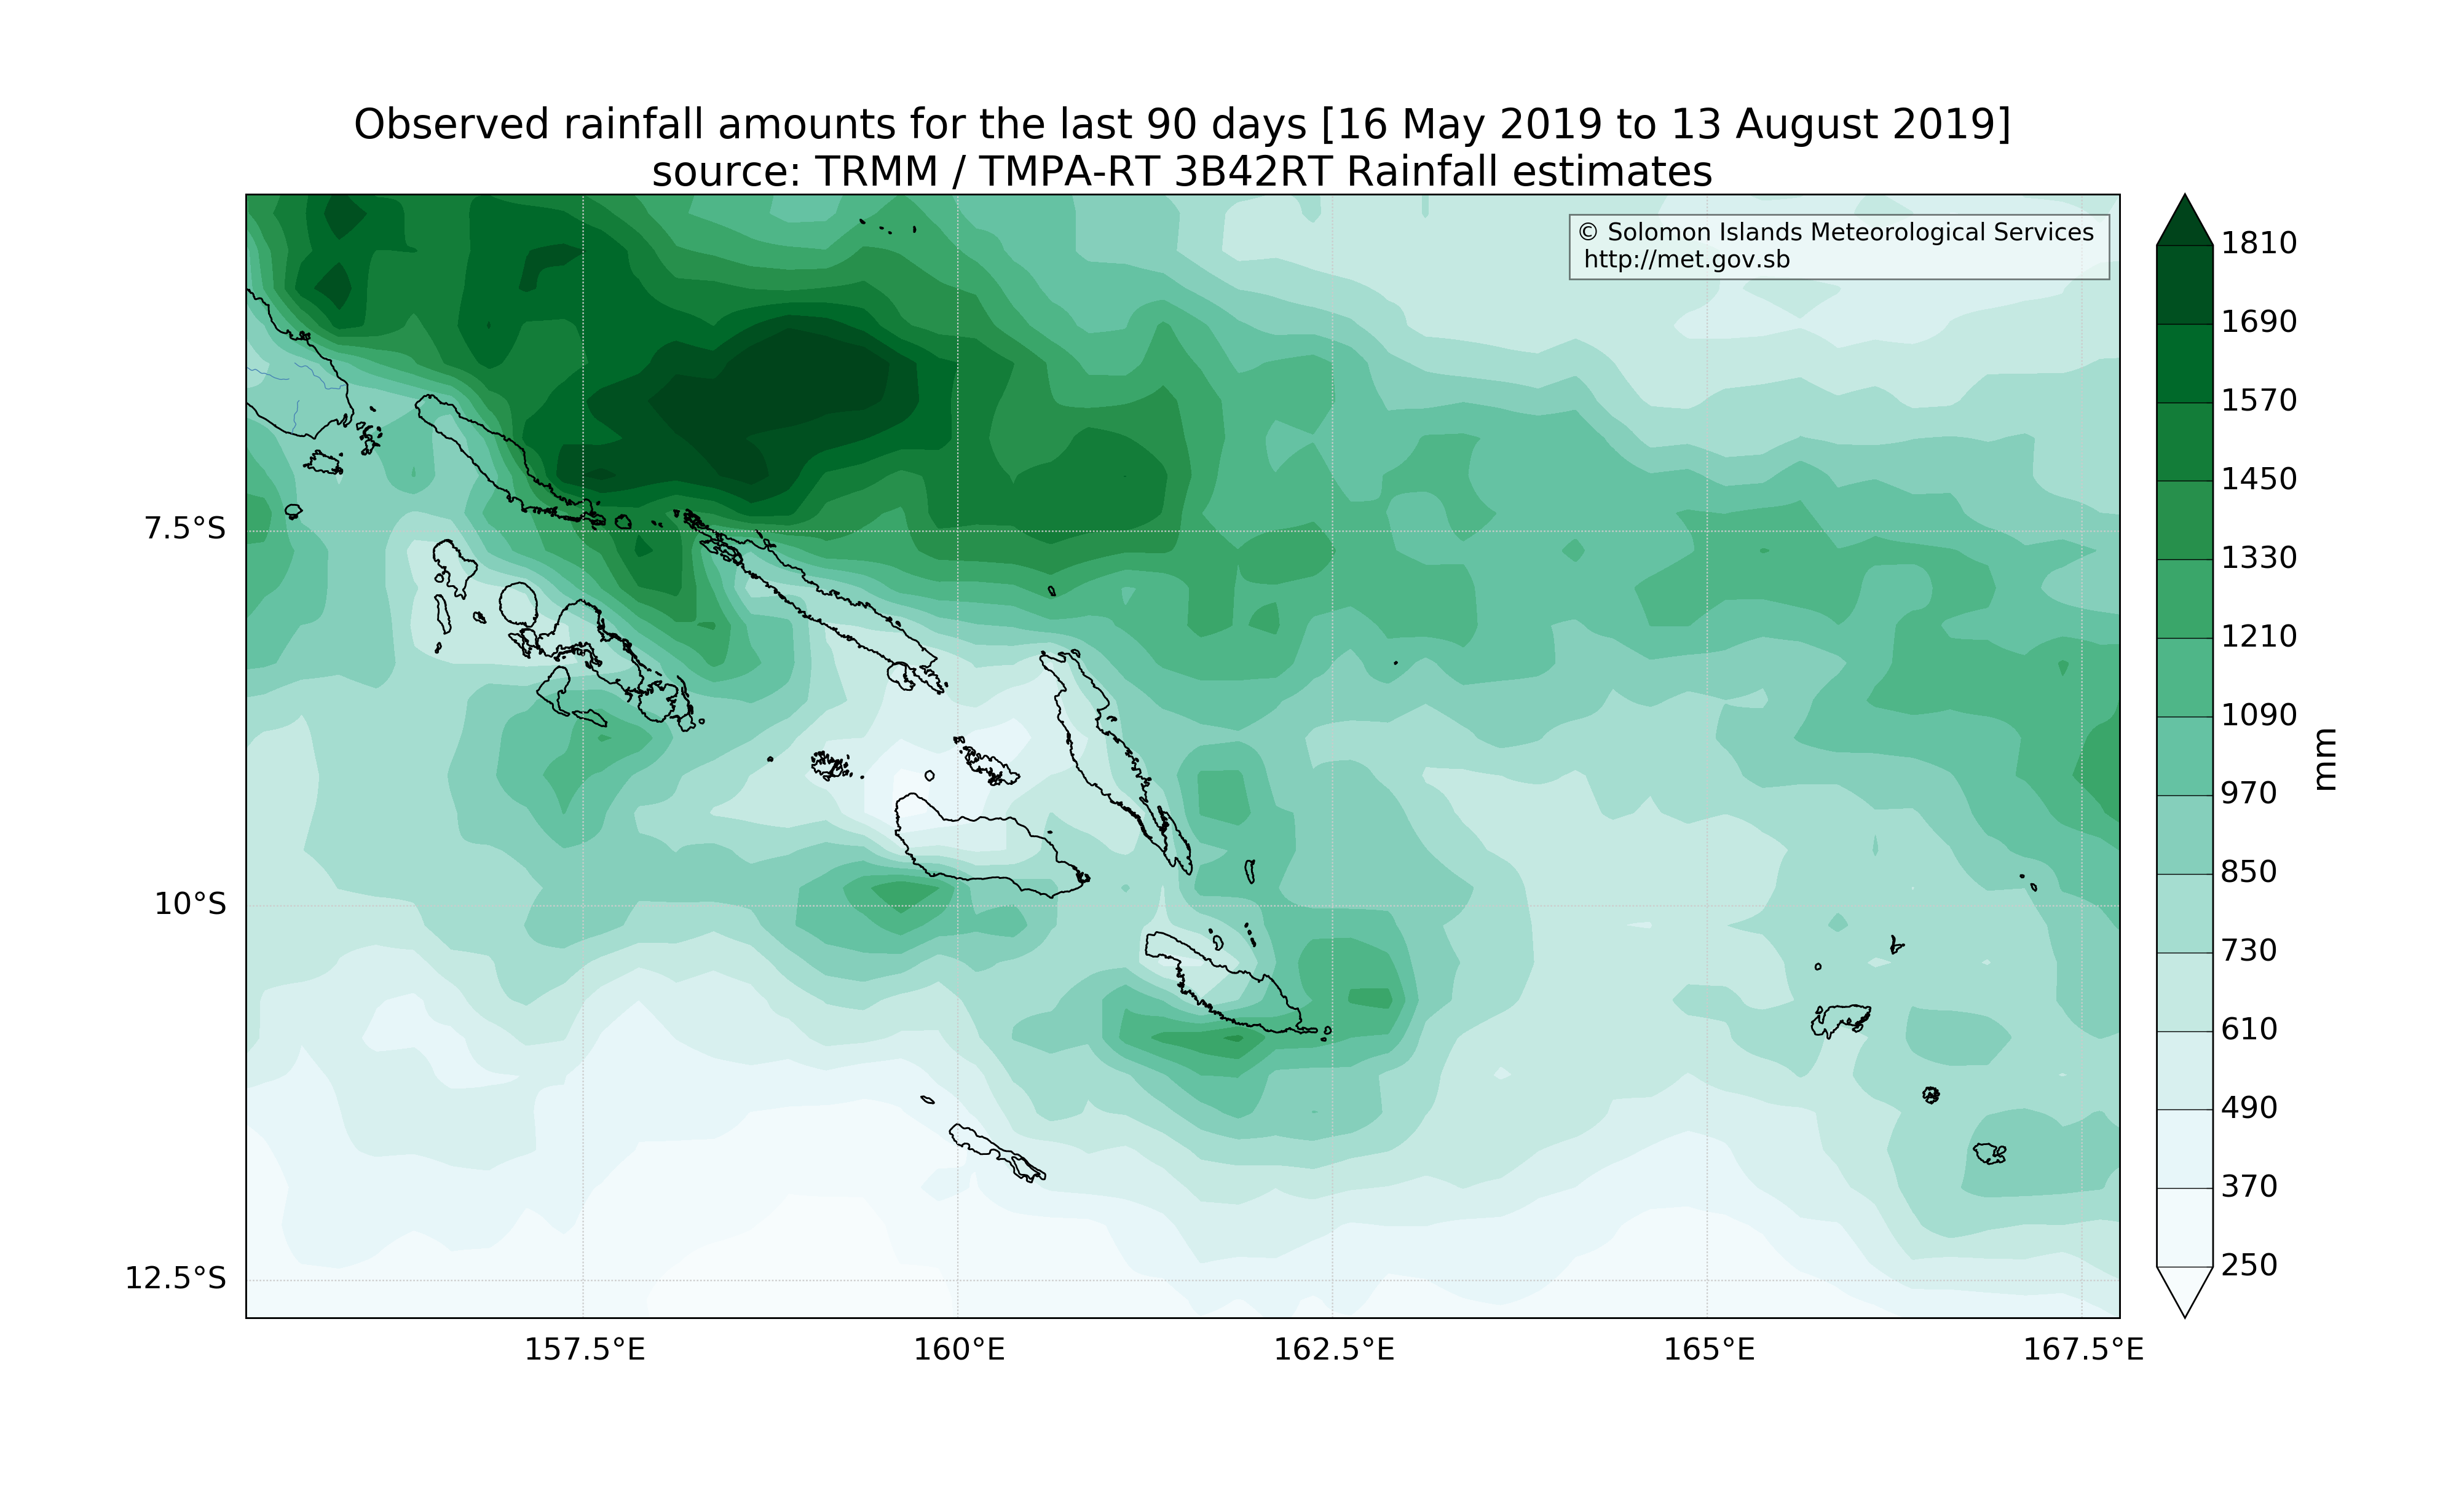 Observed rainfall amounts for the last 90 days [16 May 2019 to 13 August 2019]
source: TRMM / TMPA-RT 3B42RT Rainfall estimates
© Solomon Islands Meteorological Services
http://met.gov.sb
7.5°S
10°S
12.5°S
157.5°E
160°E
162.5°E
165°E
167.5°E
1810
1690
1570
1450
1330
1210
1090
970
850
730
610
490
370
250
mm